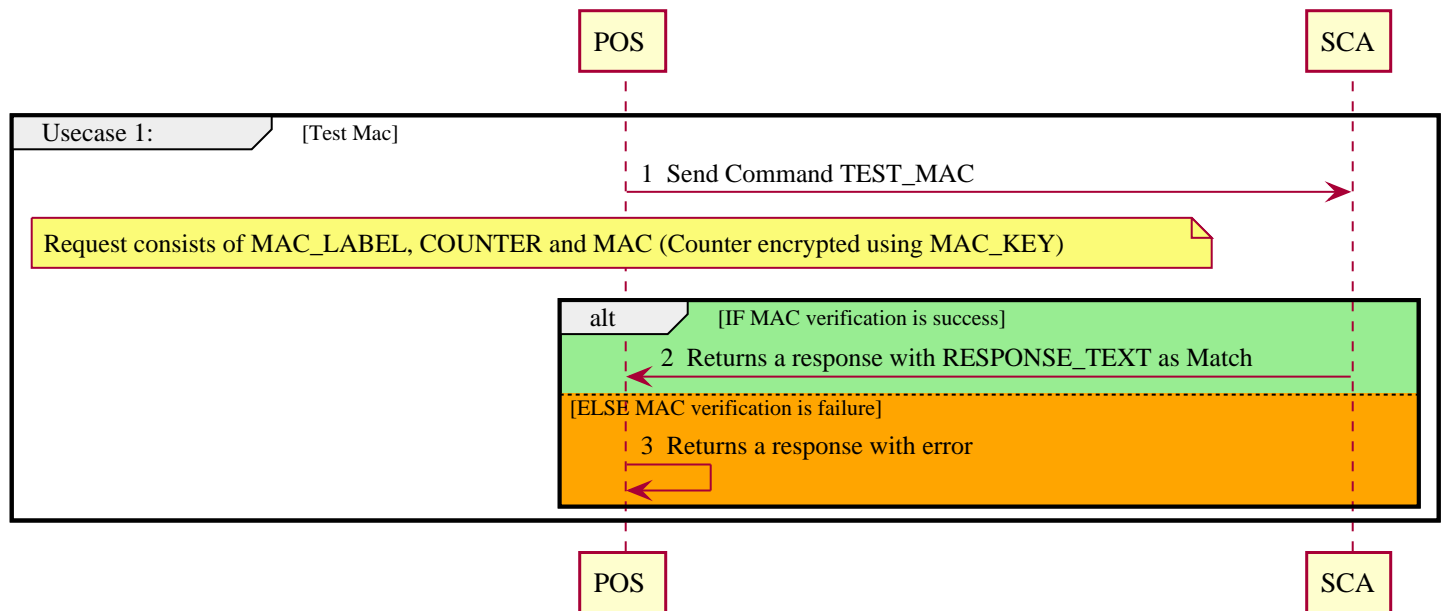 POS SCA
Usecase 1: [Test Mac]
1 Send Command TEST_MAC
Request consists of MAC_LABEL, COUNTER and MAC (Counter encrypted using MAC_KEY)
alt [IF MAC verification is success]
2 Returns a response with RESPONSE_TEXT as Match
[ELSE MAC verification is failure]
3 Returns a response with error
POS SCA